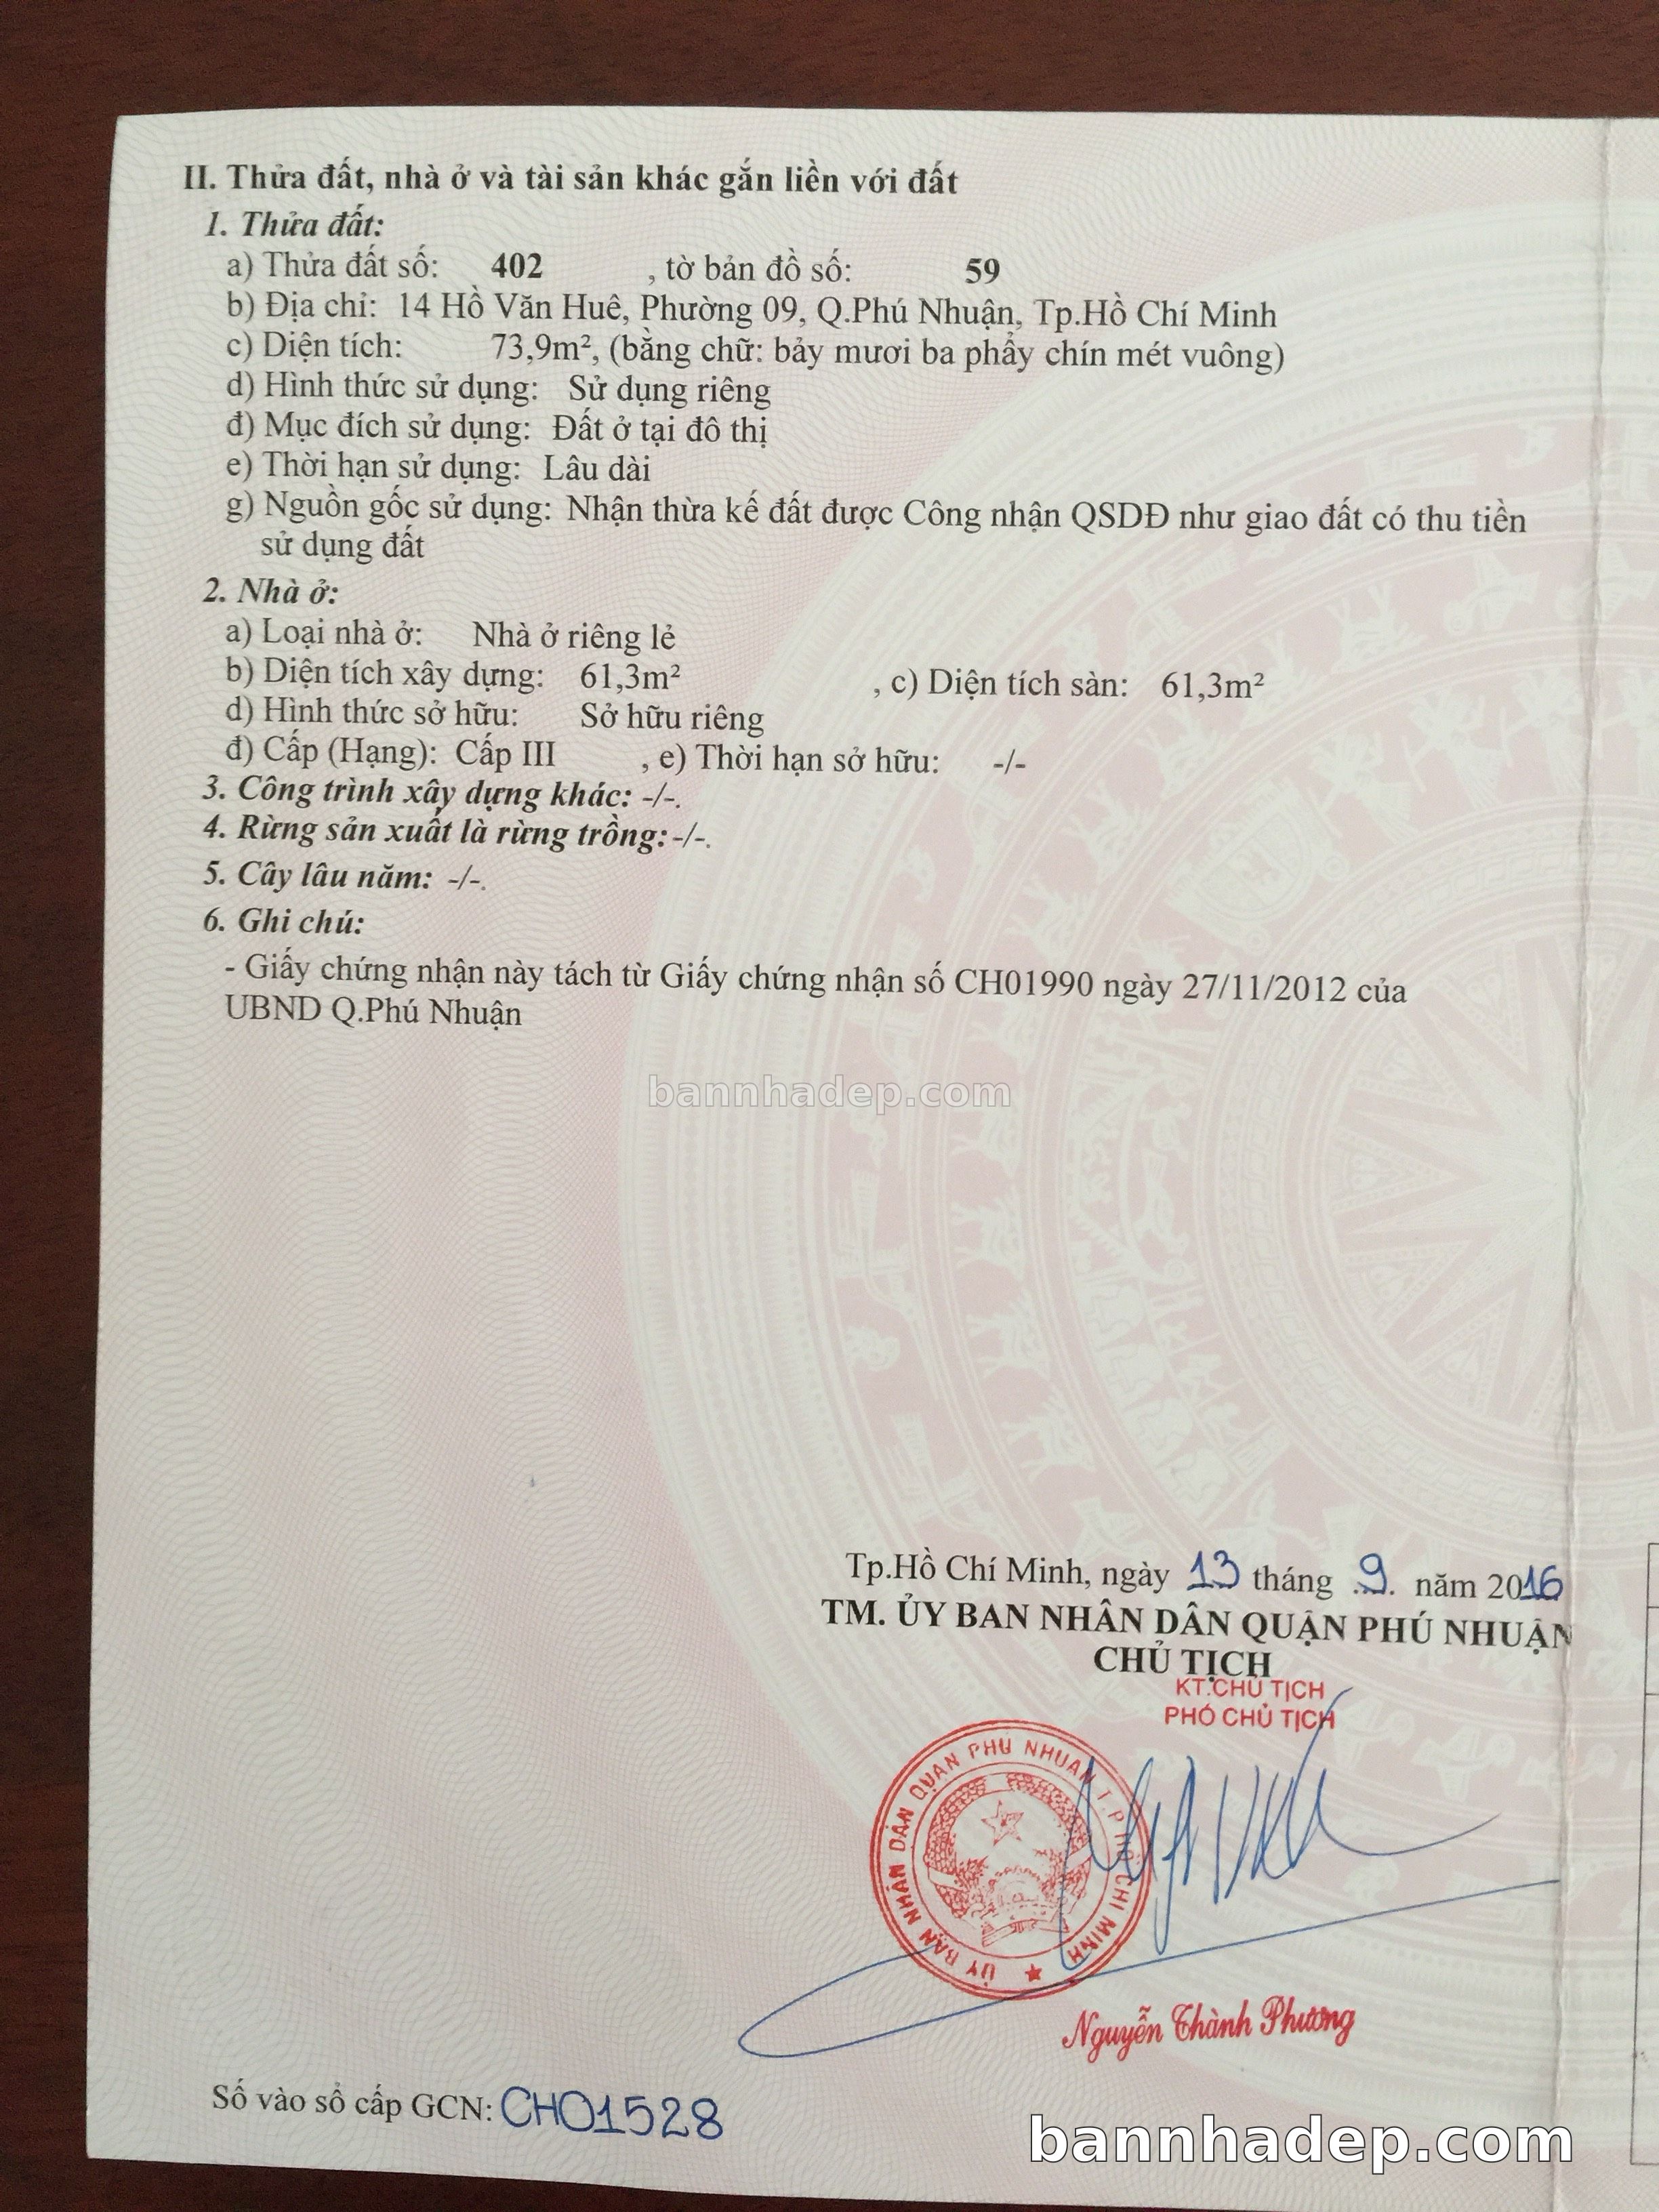 II. Thửa đất, nhà ở và tài sản khác gắn liền với đất
1. Thửa đất:
a) Thửa đất số: 402 , tờ bản đồ số: 59
b) Địa chỉ: 14 Hồ Văn Huê, Phường 09, Q.Phú Nhuận, Tp.Hồ Chí Minh
c) Diện tích: 73,9m², (bằng chữ: bảy mươi ba phẩy chín mét vuông)
d) Hình thức sử dụng: Sử dụng riêng
đ) Mục đích sử dụng: Đất ở tại đô thị
e) Thời hạn sử dụng: Lâu dài
g) Nguồn gốc sử dụng: Nhận thừa kế đất được Công nhận QSDĐ như giao đất có thu tiền
sử dụng đất
2. Nhà ở:
a) Loại nhà ở: Nhà ở riêng lẻ
b) Diện tích xây dựng: 61,3m² , c) Diện tích sàn: 61,3m²
d) Hình thức sở hữu: Sở hữu riêng
đ) Cấp (Hạng): Cấp III , e) Thời hạn sở hữu: -/-
3. Công trình xây dựng khác: -/-.
4. Rừng sản xuất là rừng trồng: -/-.
5. Cây lâu năm: -/-.
6. Ghi chú:
- Giấy chứng nhận này tách từ Giấy chứng nhận số CH01990 ngày 27/11/2012 của
UBND Q.Phú Nhuận
bannhadep.com
Tp.Hồ Chí Minh, ngày 13 tháng 9 năm 2016
TM. ỦY BAN NHÂN DÂN QUẬN PHÚ NHUẬN
CHỦ TỊCH
KT.CHỦ TỊCH
PHÓ CHỦ TỊCH
ỦY BAN NHÂN DÂN QUẬN PHÚ NHUẬN T.P HỒ CHÍ MINH
Nguyễn Thành Phương
Số vào sổ cấp GCN: CH01528
bannhadep.com